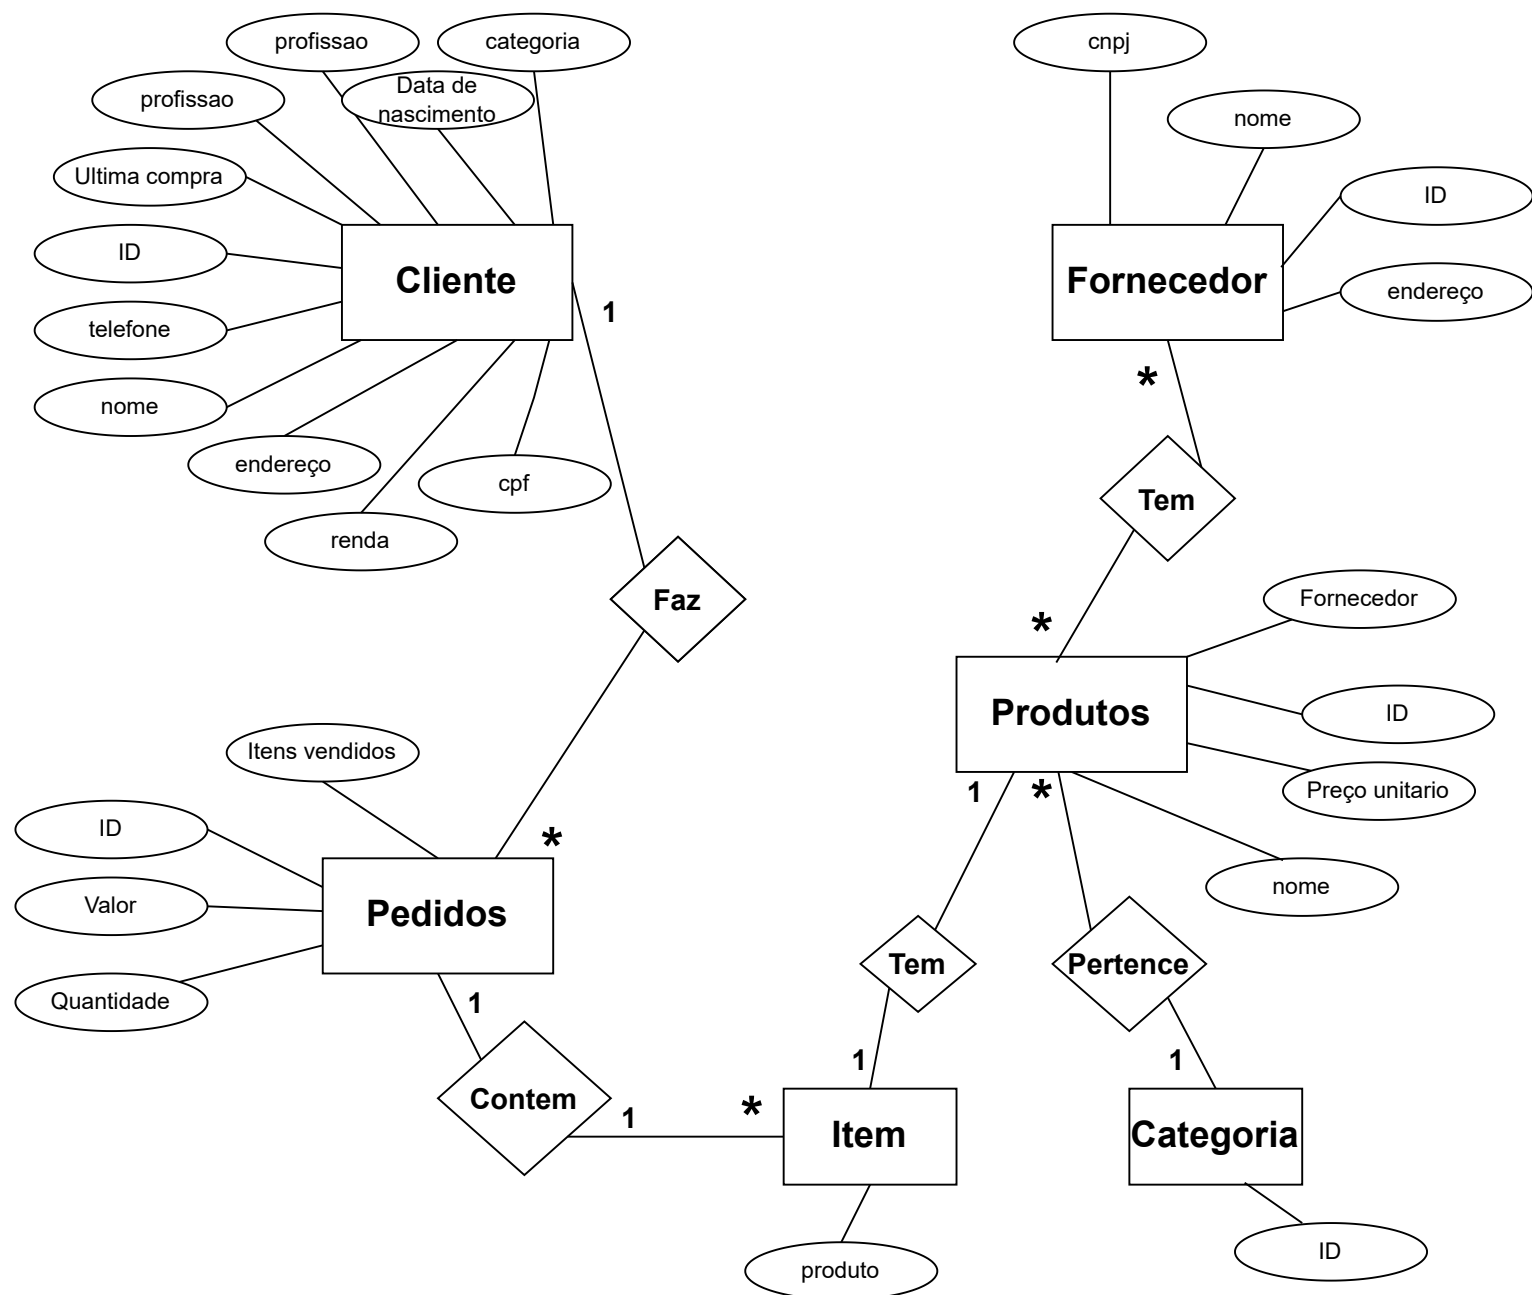 profissao
categoria
cnpj
Data de
nascimento
profissao
nome
Ultima compra
ID
ID
Cliente
Fornecedor
endereço
1
telefone
*
nome
endereço
cpf
Tem
renda
Faz
Fornecedor
*
Produtos
ID
Itens vendidos
Preço unitario
1
*
ID
*
nome
Valor
Pedidos
Tem
Pertence
Quantidade
1
1
1
Contem
1
*
Item
Categoria
ID
produto